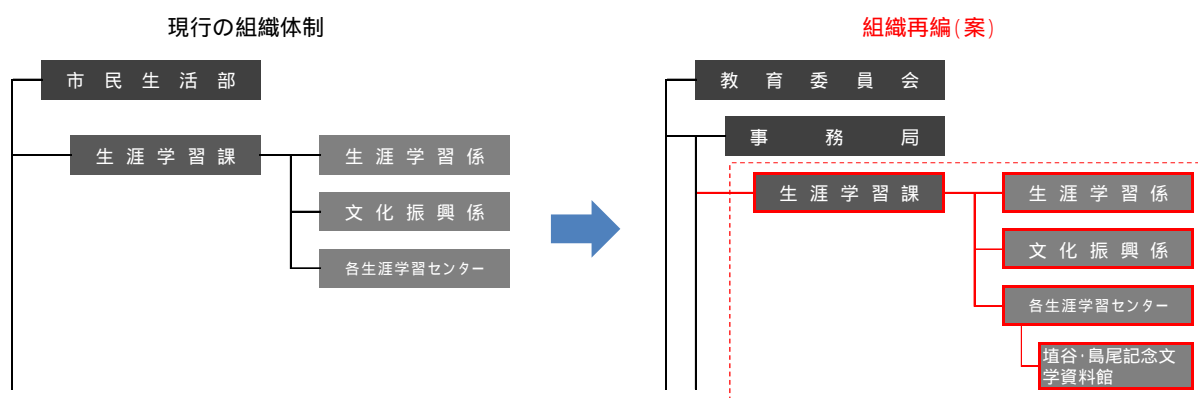 現行の組織体制
市民生活部
生涯学習課
生涯学習係
文化振興係
各生涯学習センター
組織再編(案)
教育委員会
事務局
生涯学習課
生涯学習係
文化振興係
各生涯学習センター
埴谷･島尾記念文
学資料館